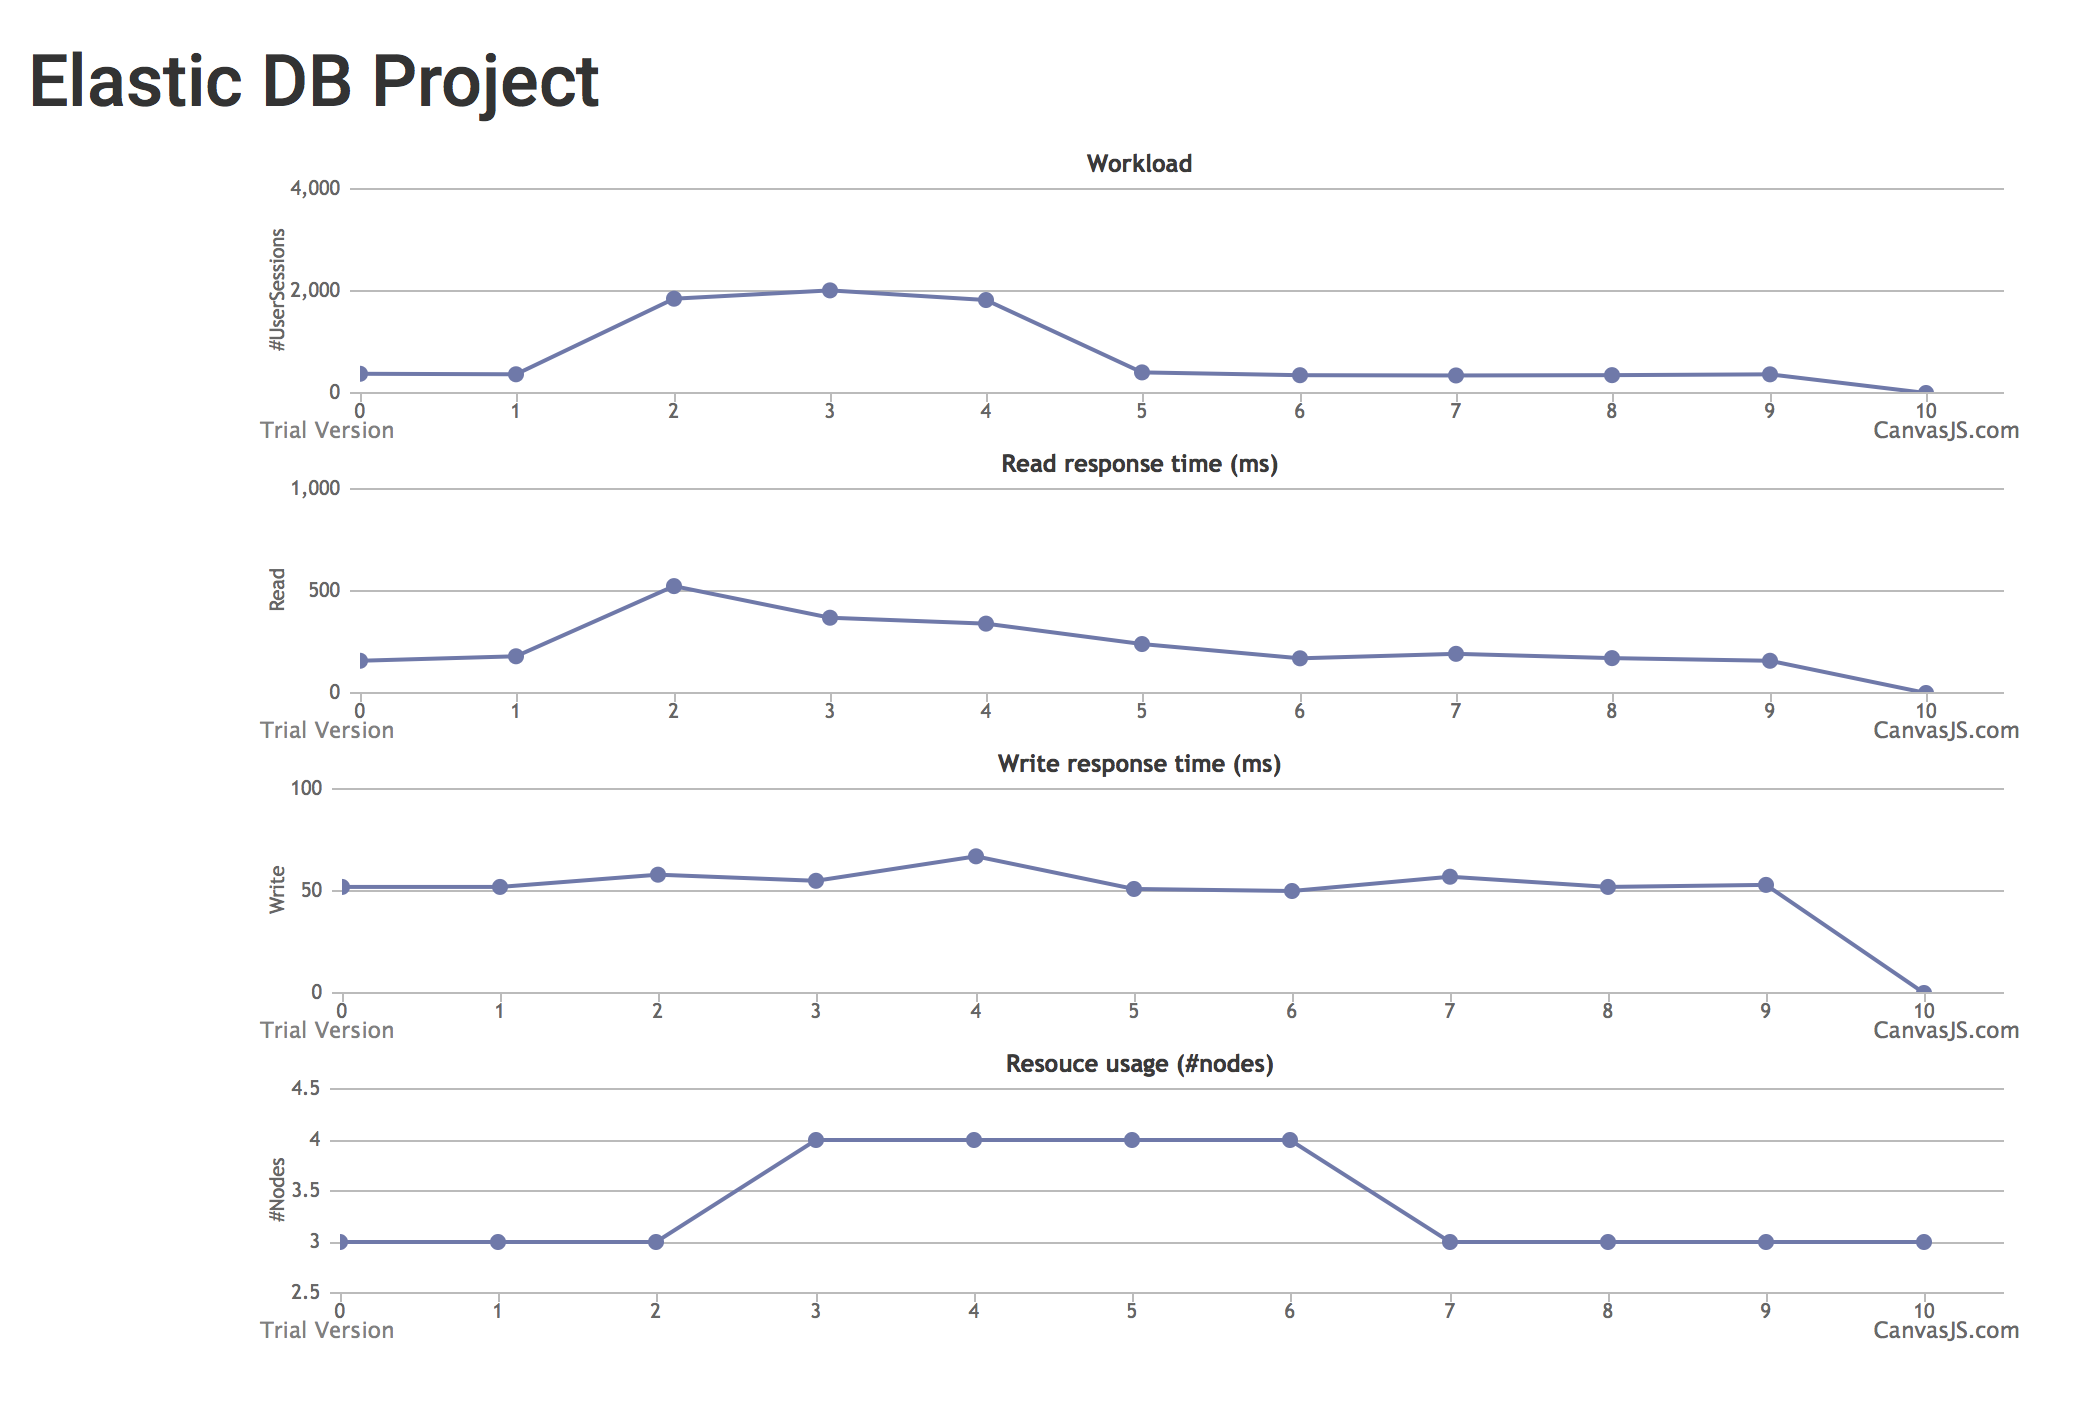 Elastic DB Project
Workload
#UserSessions
4,000
2,000
0
0 1 2 3 4 5 6 7 8 9 10
Trial Version CanvasJS.com
Read response time (ms)
Read
1,000
500
0
0 1 2 3 4 5 6 7 8 9 10
Trial Version CanvasJS.com
Write response time (ms)
Write
100
50
0
0 1 2 3 4 5 6 7 8 9 10
Trial Version CanvasJS.com
Resouce usage (#nodes)
#Nodes
4.5
4
3.5
3
2.5
0 1 2 3 4 5 6 7 8 9 10
Trial Version CanvasJS.com